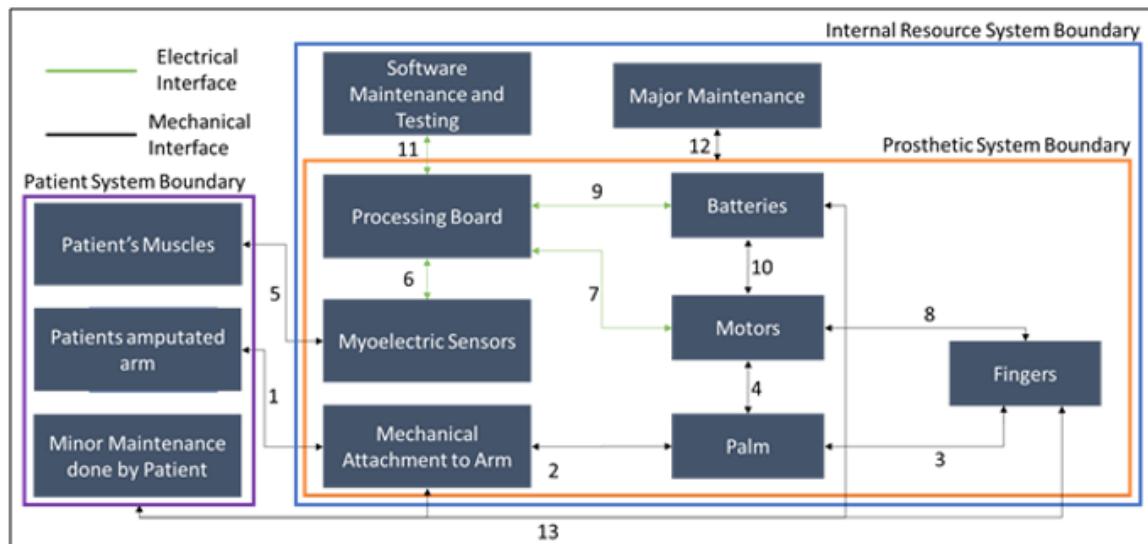 Internal Resource System Boundary
Electrical
Interface
Mechanical
Interface
Software
Maintenance and
Testing
Major Maintenance
11
12
Prosthetic System Boundary
Patient System Boundary
Patient's Muscles
Processing Board
9
Batteries
5
6
7
10
Patients amputated
arm
Myoelectric Sensors
Motors
8
Fingers
1
4
Minor Maintenance
done by Patient
Mechanical
Attachment to Arm
2
Palm
3
13